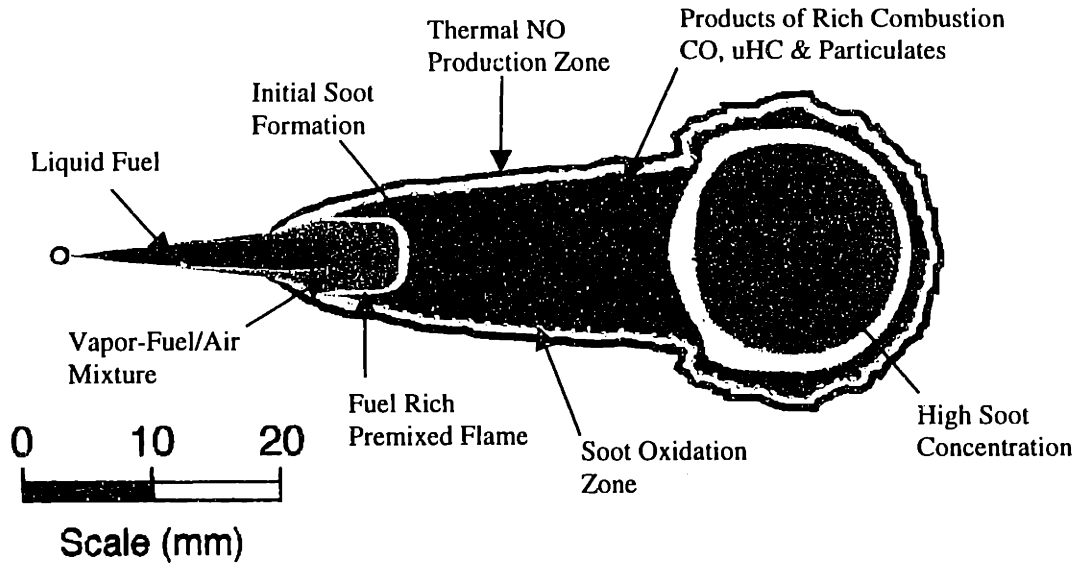 Products of Rich Combustion
CO, uHC & Particulates
Thermal NO
Production Zone
Initial Soot
Formation
Liquid Fuel
Vapor-Fuel/Air
Mixture
Fuel Rich
Premixed Flame
Soot Oxidation
Zone
High Soot
Concentration
0 10 20
Scale (mm)